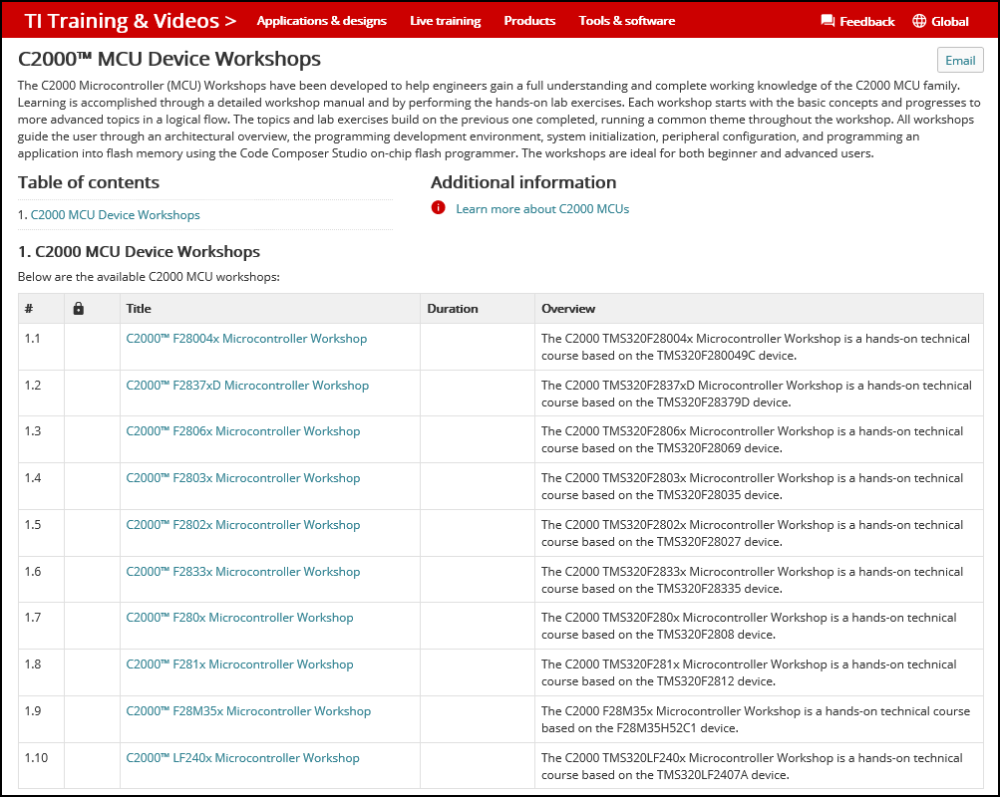 TI Training & Videos > Applications & designs Live training Products Tools & software Feedback Global
C2000™ MCU Device Workshops
Email
The C2000 Microcontroller (MCU) Workshops have been developed to help engineers gain a full understanding and complete working knowledge of the C2000 MCU family.
Learning is accomplished through a detailed workshop manual and by performing the hands-on lab exercises. Each workshop starts with the basic concepts and progresses to
more advanced topics in a logical flow. The topics and lab exercises build on the previous one completed, running a common theme throughout the workshop. All workshops
guide the user through an architectural overview, the programming development environment, system initialization, peripheral configuration, and programming an
application into flash memory using the Code Composer Studio on-chip flash programmer. The workshops are ideal for both beginner and advanced users.
Table of contents
1. C2000 MCU Device Workshops
Additional information
Learn more about C2000 MCUs
1. C2000 MCU Device Workshops
Below are the available C2000 MCU workshops:
# Title Duration Overview
1.1 C2000™ F28004x Microcontroller Workshop The C2000 TMS320F28004x Microcontroller Workshop is a hands-on technical
course based on the TMS320F280049C device.
1.2 C2000™ F2837xD Microcontroller Workshop The C2000 TMS320F2837xD Microcontroller Workshop is a hands-on technical
course based on the TMS320F28379D device.
1.3 C2000™ F2806x Microcontroller Workshop The C2000 TMS320F2806x Microcontroller Workshop is a hands-on technical
course based on the TMS320F28069 device.
1.4 C2000™ F2803x Microcontroller Workshop The C2000 TMS320F2803x Microcontroller Workshop is a hands-on technical
course based on the TMS320F28035 device.
1.5 C2000™ F2802x Microcontroller Workshop The C2000 TMS320F2802x Microcontroller Workshop is a hands-on technical
course based on the TMS320F28027 device.
1.6 C2000™ F2833x Microcontroller Workshop The C2000 TMS320F2833x Microcontroller Workshop is a hands-on technical
course based on the TMS320F28335 device.
1.7 C2000™ F280x Microcontroller Workshop The C2000 TMS320F280x Microcontroller Workshop is a hands-on technical
course based on the TMS320F2808 device.
1.8 C2000™ F281x Microcontroller Workshop The C2000 TMS320F281x Microcontroller Workshop is a hands-on technical
course based on the TMS320F2812 device.
1.9 C2000™ F28M35x Microcontroller Workshop The C2000 F28M35x Microcontroller Workshop is a hands-on technical course
based on the F28M35H52C1 device.
1.10 C2000™ LF240x Microcontroller Workshop The C2000 TMS320LF240x Microcontroller Workshop is a hands-on technical
course based on the TMS320LF2407A device.